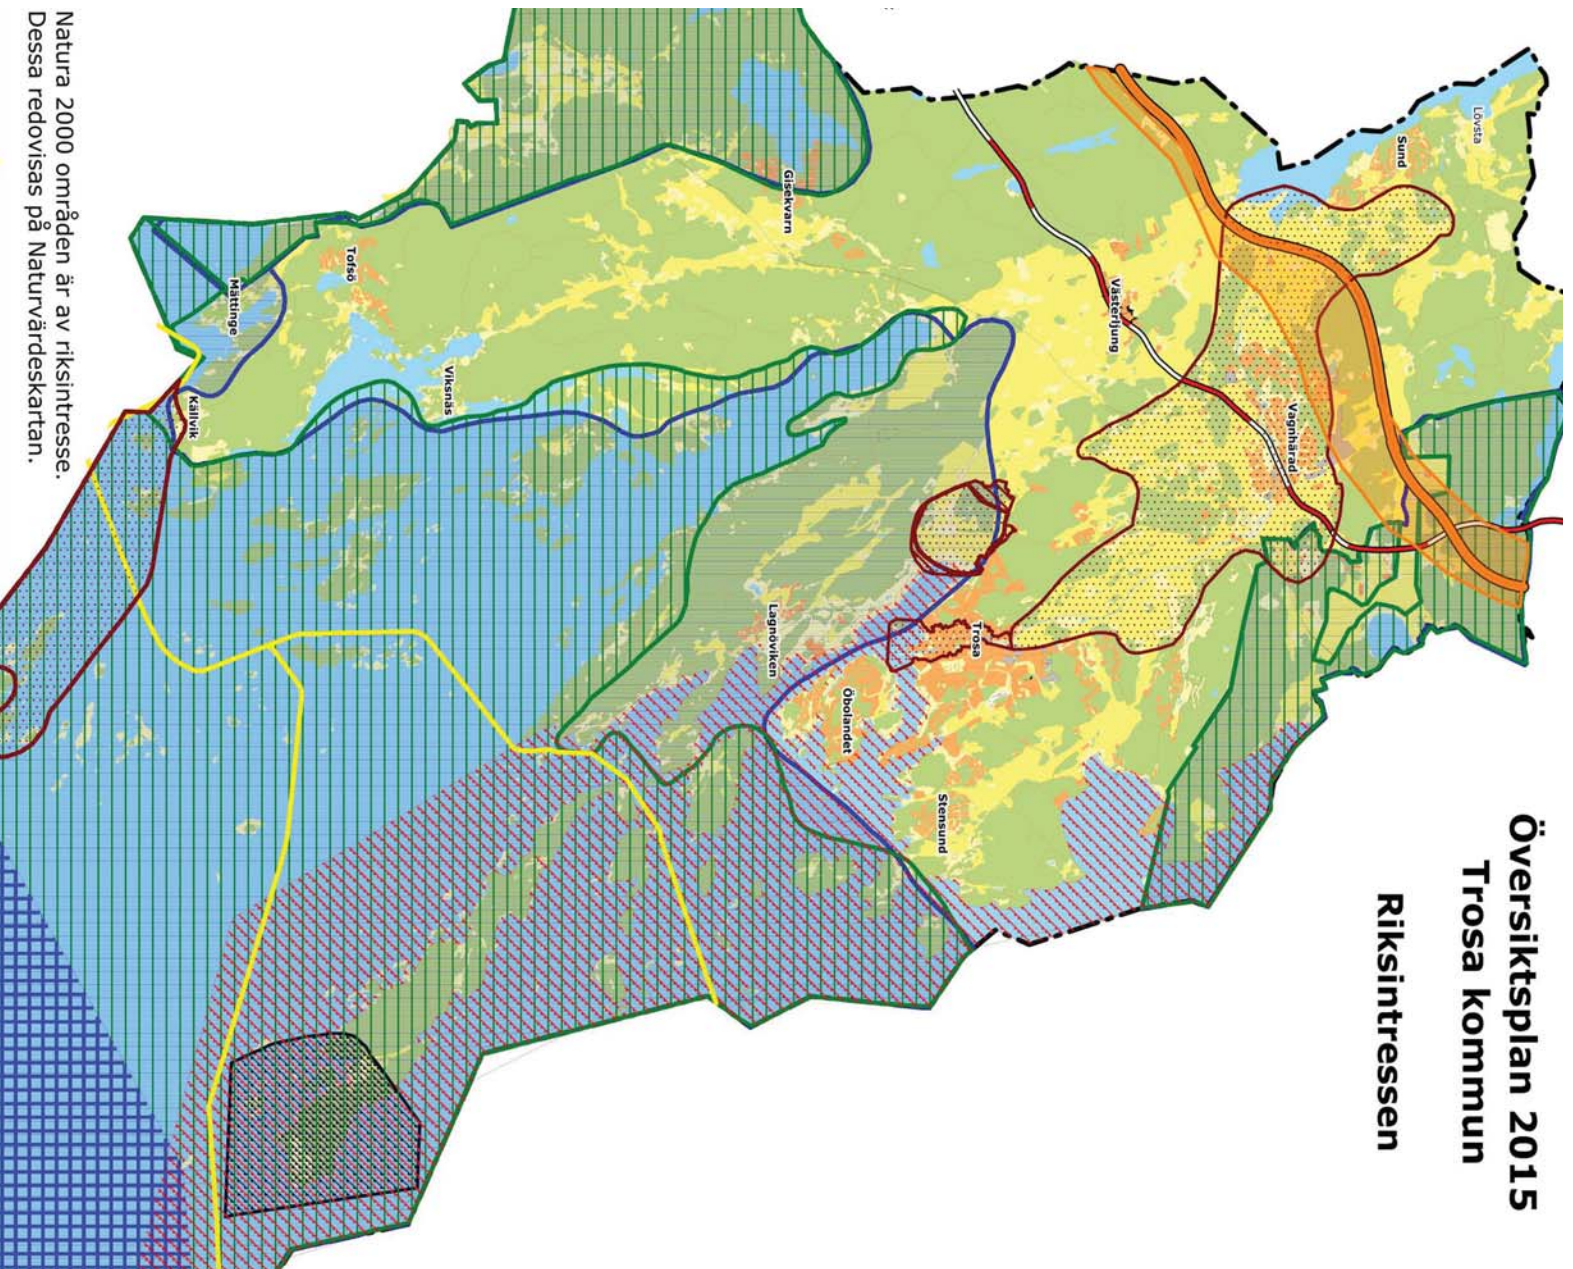 Översiktsplan 2015
Trosa kommun
Riksintressen
Lövsta
Sund
Gisekvarn
Västerljung
Vagnhärad
Tofsö
Mättinge
Viksnäs
Källvik
Lagnöviken
Trosa
Öbolandet
Stensund
Natura 2000 områden är av riksintresse.
Dessa redovisas på Naturvärdeskartan.